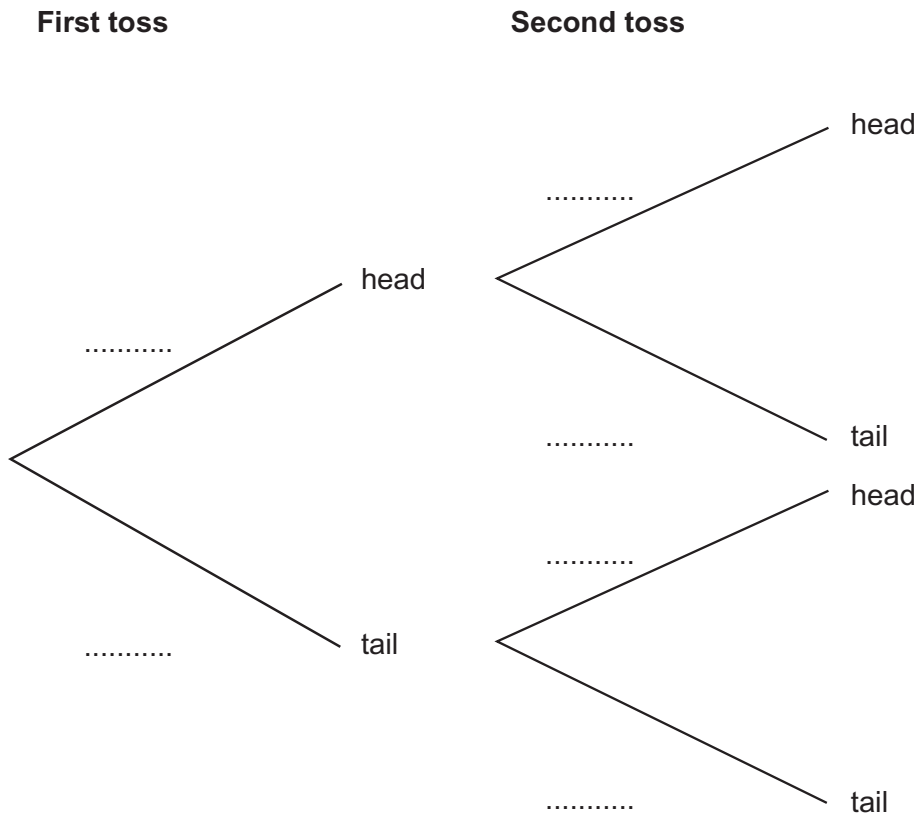 First toss Second toss
head
...........
head
...........
...........
tail
head
...........
...........
tail
...........
tail